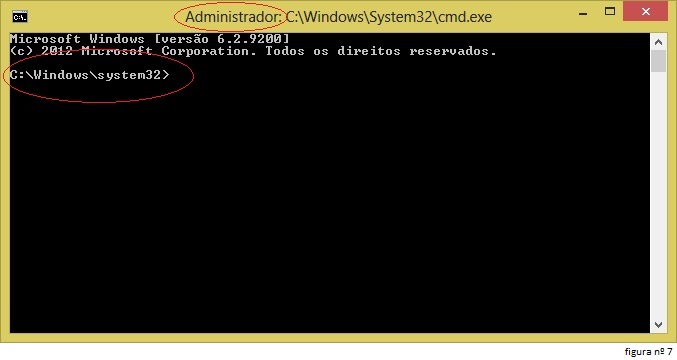 Administrador: C:\Windows\System32\cmd.exe
Microsoft Windows [versão 6.2.9200]
(c) 2012 Microsoft Corporation. Todos os direitos reservados.
C:\Windows\system32>
figura nº 7